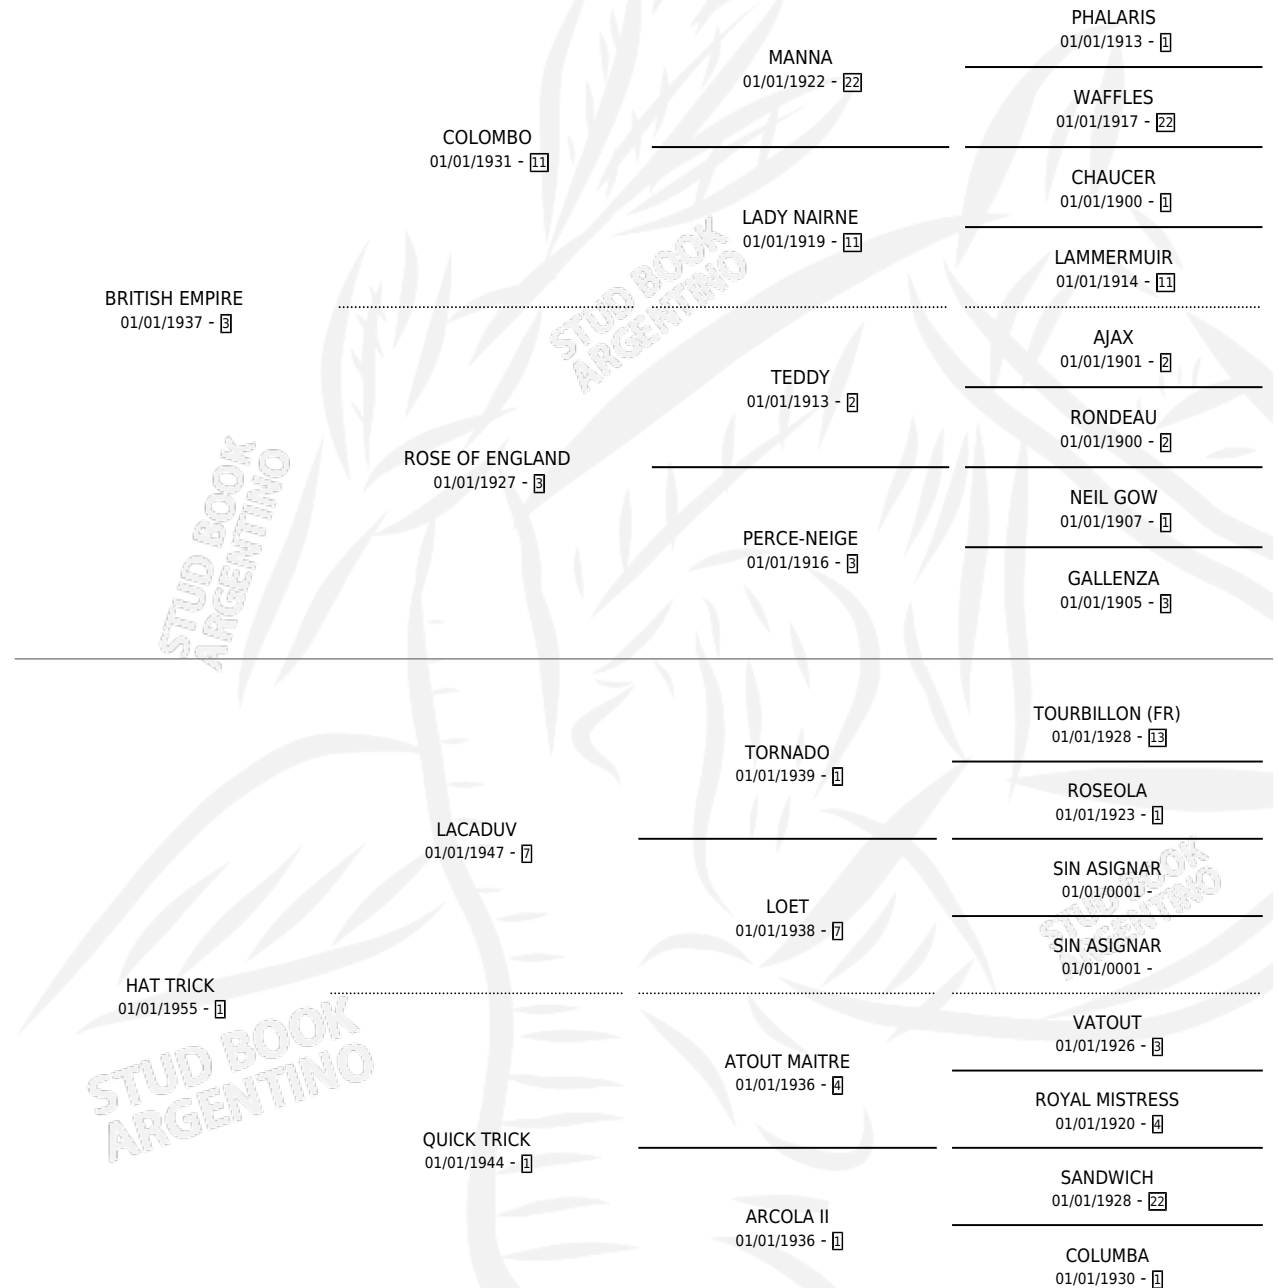 PHALARIS
01/01/1913 - 1
MANNA
01/01/1922 - 22
WAFFLES
01/01/1917 - 22
COLOMBO
01/01/1931 - 11
CHAUCER
01/01/1900 - 1
LADY NAIRNE
01/01/1919 - 11
LAMMERMUIR
01/01/1914 - 11
BRITISH EMPIRE
01/01/1937 - 3
AJAX
01/01/1901 - 2
TEDDY
01/01/1913 - 2
RONDEAU
01/01/1900 - 2
ROSE OF ENGLAND
01/01/1927 - 3
NEIL GOW
01/01/1907 - 1
PERCE-NEIGE
01/01/1916 - 3
GALLENZA
01/01/1905 - 3
TOURBILLON (FR)
01/01/1928 - 13
TORNADO
01/01/1939 - 1
ROSEOLA
01/01/1923 - 1
LACADUV
01/01/1947 - 7
SIN ASIGNAR
01/01/0001 -
LOET
01/01/1938 - 7
SIN ASIGNAR
01/01/0001 -
HAT TRICK
01/01/1955 - 1
VATOUT
01/01/1926 - 3
ATOUT MAITRE
01/01/1936 - 4
ROYAL MISTRESS
01/01/1920 - 4
QUICK TRICK
01/01/1944 - 1
SANDWICH
01/01/1928 - 22
ARCOLA II
01/01/1936 - 1
COLUMBA
01/01/1930 - 1
STUD BOOK
ARGENTINO
STUD BOOK
ARGENTINO
STUD BOOK
ARGENTINO
STUD BOOK
ARGENTINO